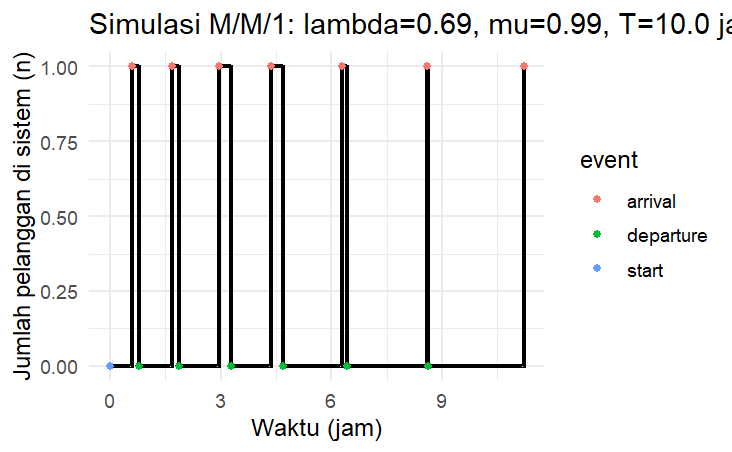 Simulasi M/M/1: lambda=0.69, mu=0.99, T=10.0 ja
Jumlah pelanggan di sistem (n)
1.00
0.75
0.50
0.25
0.00
0
3
6
9
Waktu (jam)
event
arrival
departure
start